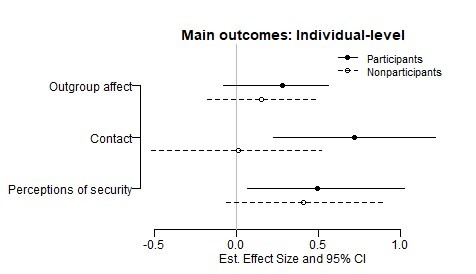 Main outcomes: Individual-level
Participants
Nonparticipants
Outgroup affect
Contact
Perceptions of security
-0.5 0.0 0.5 1.0
Est. Effect Size and 95% CI